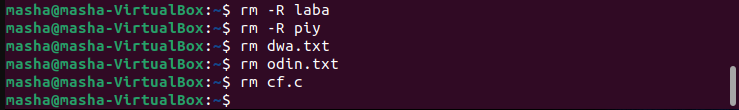 masha@masha-VirtualBox:~$ rm -R laba
masha@masha-VirtualBox:~$ rm -R piy
masha@masha-VirtualBox:~$ rm dwa.txt
masha@masha-VirtualBox:~$ rm odin.txt
masha@masha-VirtualBox:~$ rm cf.c
masha@masha-VirtualBox:~$